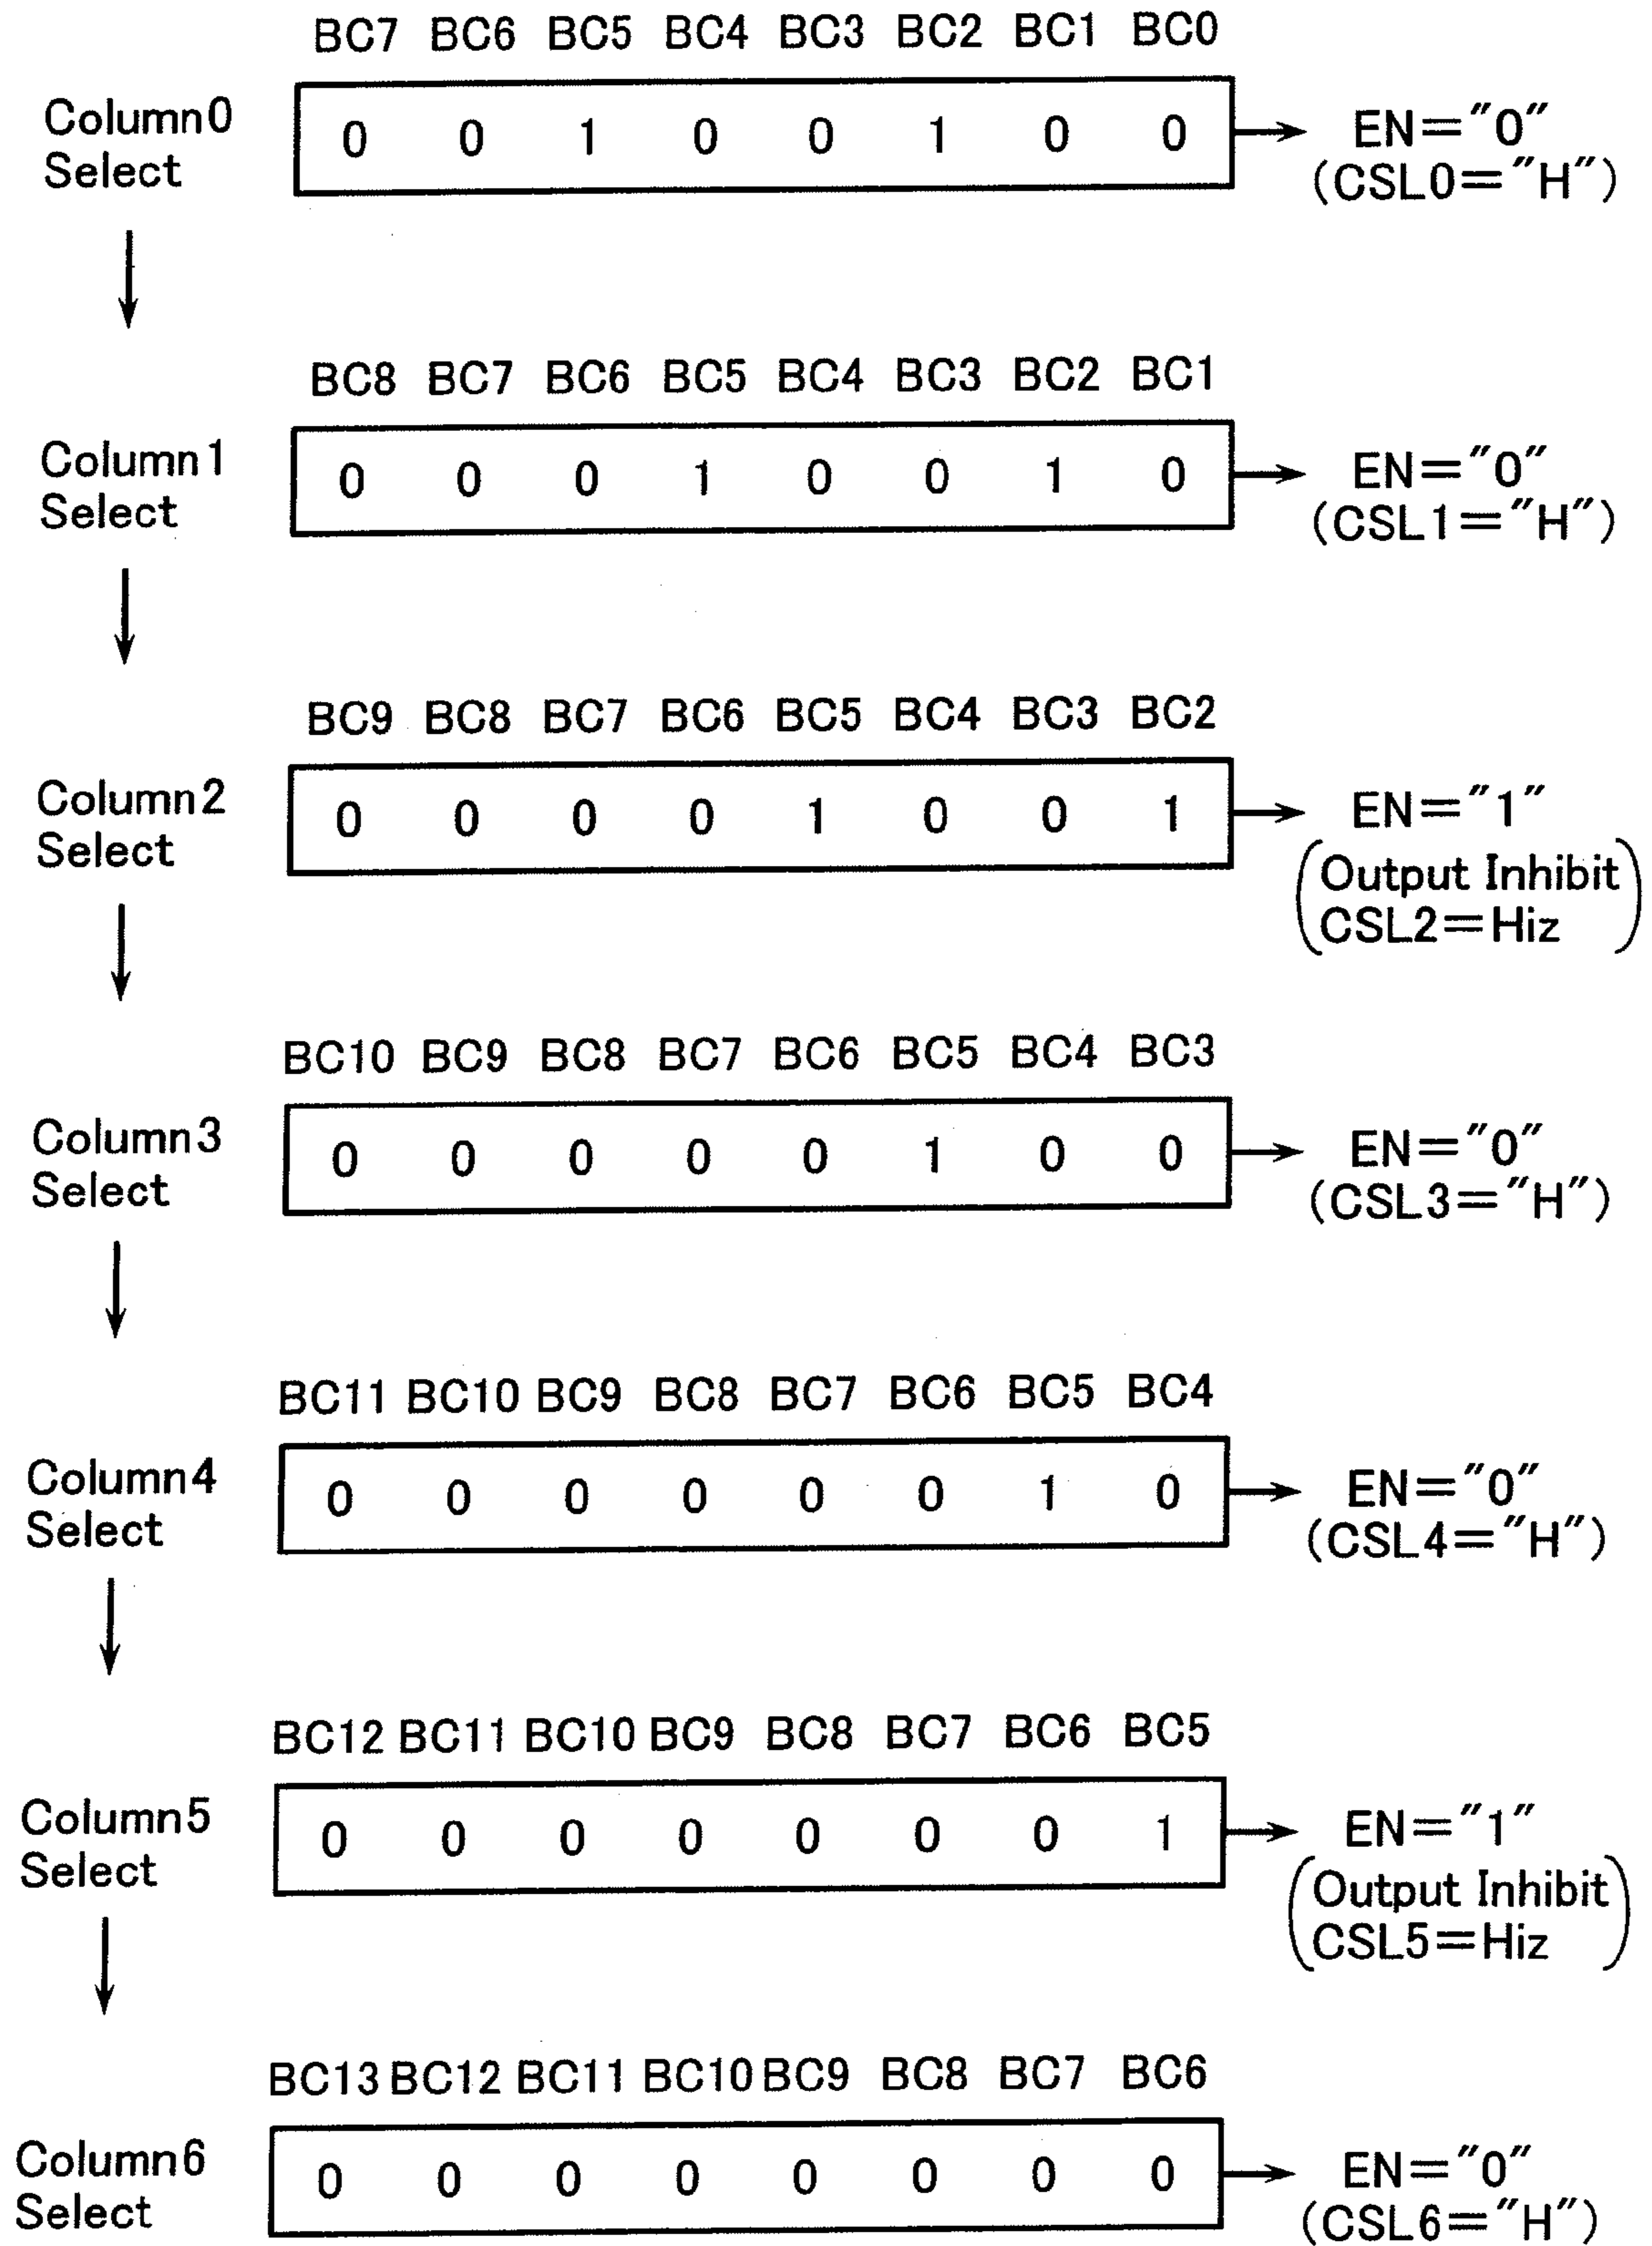 BC7 BC6 BC5 BC4 BC3 BC2 BC1 BC0
Column0
Select
0 0 1 0 0 1 0 0
EN="0"
(CSL0="H")
BC8 BC7 BC6 BC5 BC4 BC3 BC2 BC1
Column1
Select
0 0 0 1 0 0 1 0
EN="0"
(CSL1="H")
BC9 BC8 BC7 BC6 BC5 BC4 BC3 BC2
Column2
Select
0 0 0 0 1 0 0 1
EN="1"
(Output Inhibit
CSL2=Hiz)
BC10 BC9 BC8 BC7 BC6 BC5 BC4 BC3
Column3
Select
0 0 0 0 0 1 0 0
EN="0"
(CSL3="H")
BC11 BC10 BC9 BC8 BC7 BC6 BC5 BC4
Column4
Select
0 0 0 0 0 0 1 0
EN="0"
(CSL4="H")
BC12 BC11 BC10 BC9 BC8 BC7 BC6 BC5
Column5
Select
0 0 0 0 0 0 0 1
EN="1"
(Output Inhibit
CSL5=Hiz)
BC13 BC12 BC11 BC10 BC9 BC8 BC7 BC6
Column6
Select
0 0 0 0 0 0 0 0
EN="0"
(CSL6="H")